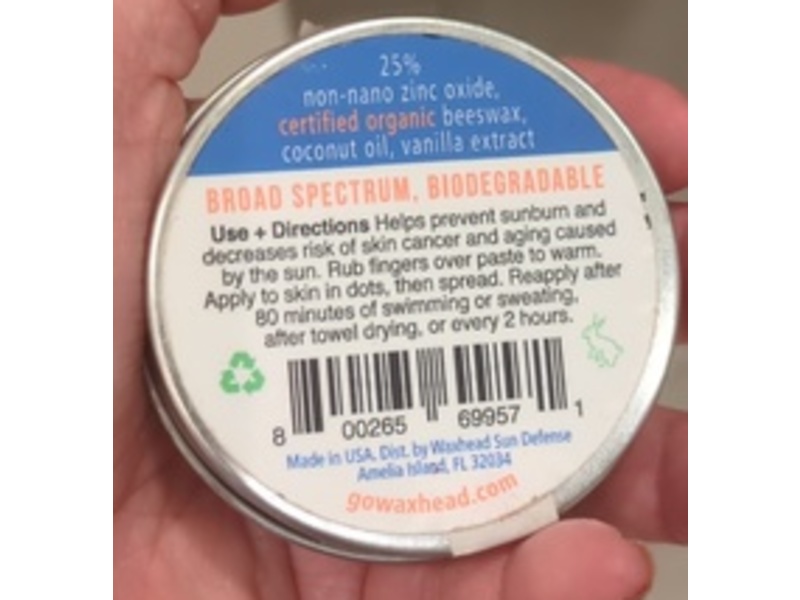 25%
non-nano zinc oxide,
certified organic beeswax,
coconut oil, vanilla extract
BROAD SPECTRUM, BIODEGRADABLE
Use + Directions Helps prevent sunburn and
decreases risk of skin cancer and aging caused
by the sun. Rub fingers over paste to warm.
Apply to skin in dots, then spread. Reapply after
80 minutes of swimming or sweating,
after towel drying, or every 2 hours.
8 00265 69957 1
Made in USA. Dist. by Waxhead Sun Defense
Amelia Island, FL 32034
gowaxhead.com